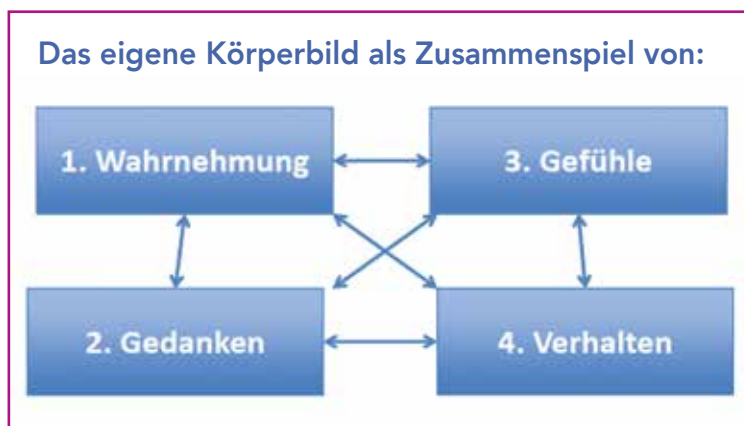 Das eigene Körperbild als Zusammenspiel von:
1. Wahrnehmung
3. Gefühle
2. Gedanken
4. Verhalten